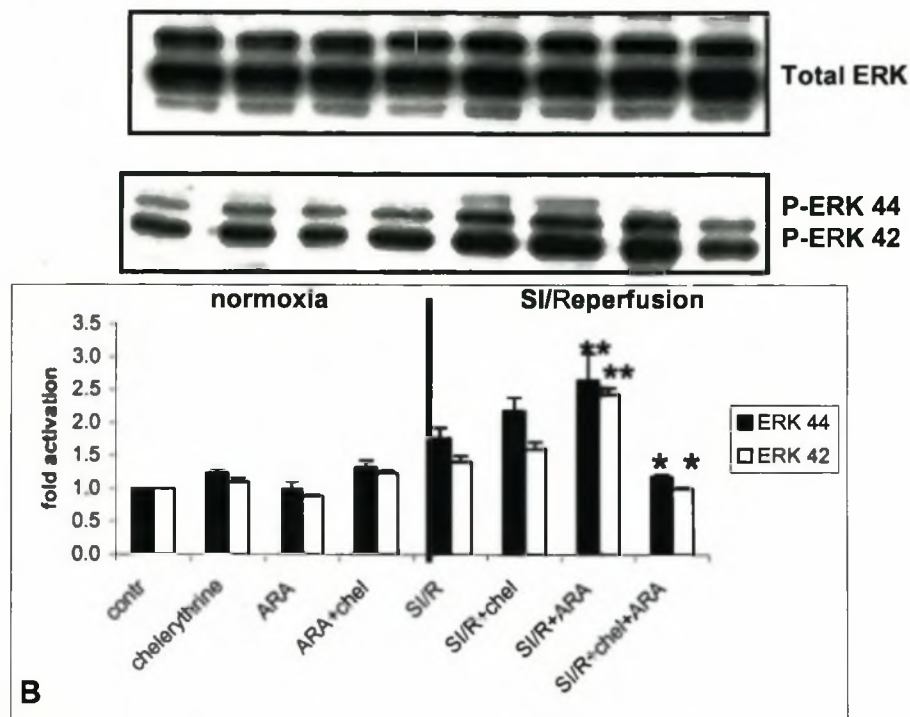 Total ERK
P-ERK 44
P-ERK 42
normoxia
SI/Reperfusion
3.5
3.0
2.5
2.0
1.5
1.0
0.5
0.0
fold activation
** **
* *
ERK 44
ERK 42
contr
chelerythrine
ARA
ARA+chel
SI/R
SI/R+chel
SI/R+ARA
SI/R+chel+ARA
B